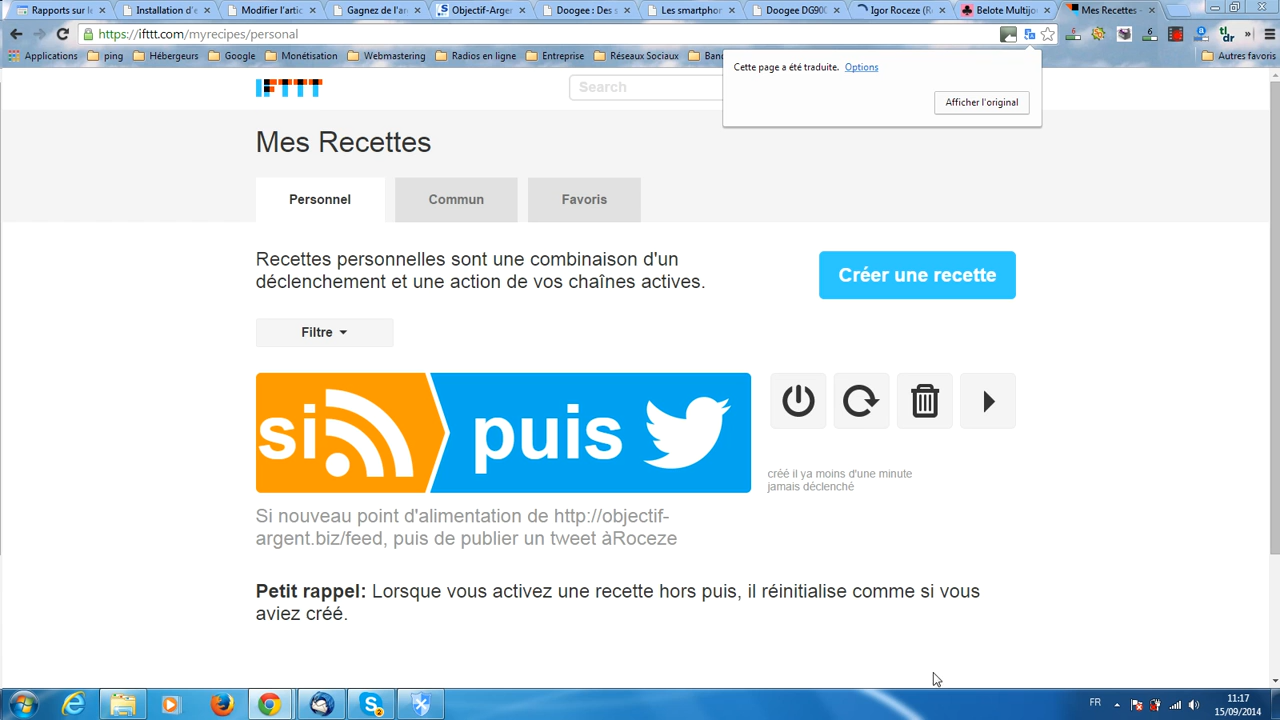 Rapports sur le
Installation d'e
Modifier l'artic
Gagnez de l'ar
Objectif-Arger
Doogee : Des s
Les smartphor
Doogee DG900
Igor Roceze (R
Belote Multijou
Mes Recettes -
https://ifttt.com/myrecipes/personal
Applications
ping
Hébergeurs
Google
Monétisation
Webmastering
Radios en ligne
Entreprise
Réseaux Sociaux
Ban
Autres favoris
Cette page a été traduite. Options
Afficher l'original
IFTTT
Search
Mes Recettes
Personnel
Commun
Favoris
Recettes personnelles sont une combinaison d'un
déclenchement et une action de vos chaînes actives.
Créer une recette
Filtre
si
puis
créé il ya moins d'une minute
jamais déclenché
Si nouveau point d'alimentation de http://objectif-
argent.biz/feed, puis de publier un tweet àRoceze
Petit rappel: Lorsque vous activez une recette hors puis, il réinitialise comme si vous
aviez créé.
FR
11:17
15/09/2014